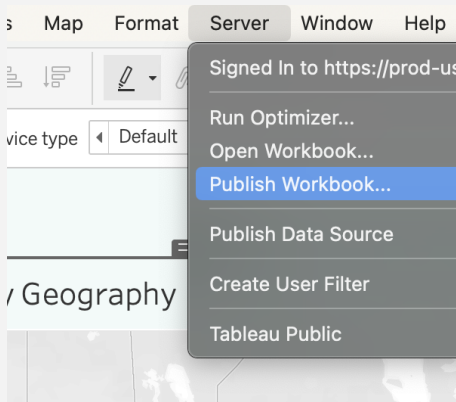 Map Format Server Window Help
Signed In to https://prod-us
Run Optimizer...
Open Workbook...
vice type Default
Publish Workbook...
Publish Data Source
Create User Filter
Geography
Tableau Public